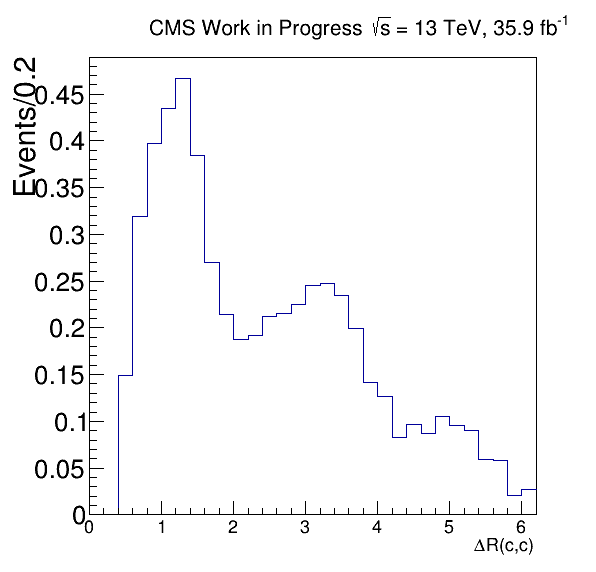 CMS Work in Progress √s = 13 TeV, 35.9 fb⁻¹
Events/0.2
0.45
0.4
0.35
0.3
0.25
0.2
0.15
0.1
0.05
0
0 1 2 3 4 5 6
ΔR(c,c)